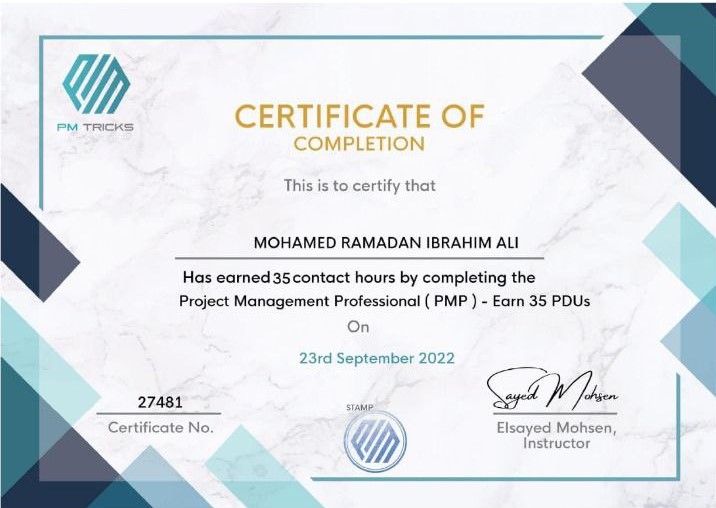 PM TRICKS
CERTIFICATE OF
COMPLETION
This is to certify that
MOHAMED RAMADAN IBRAHIM ALI
Has earned 35 contact hours by completing the
Project Management Professional ( PMP ) - Earn 35 PDUs
On
23rd September 2022
27481
Certificate No.
STAMP
Sayed Mohsen
Elsayed Mohsen,
Instructor